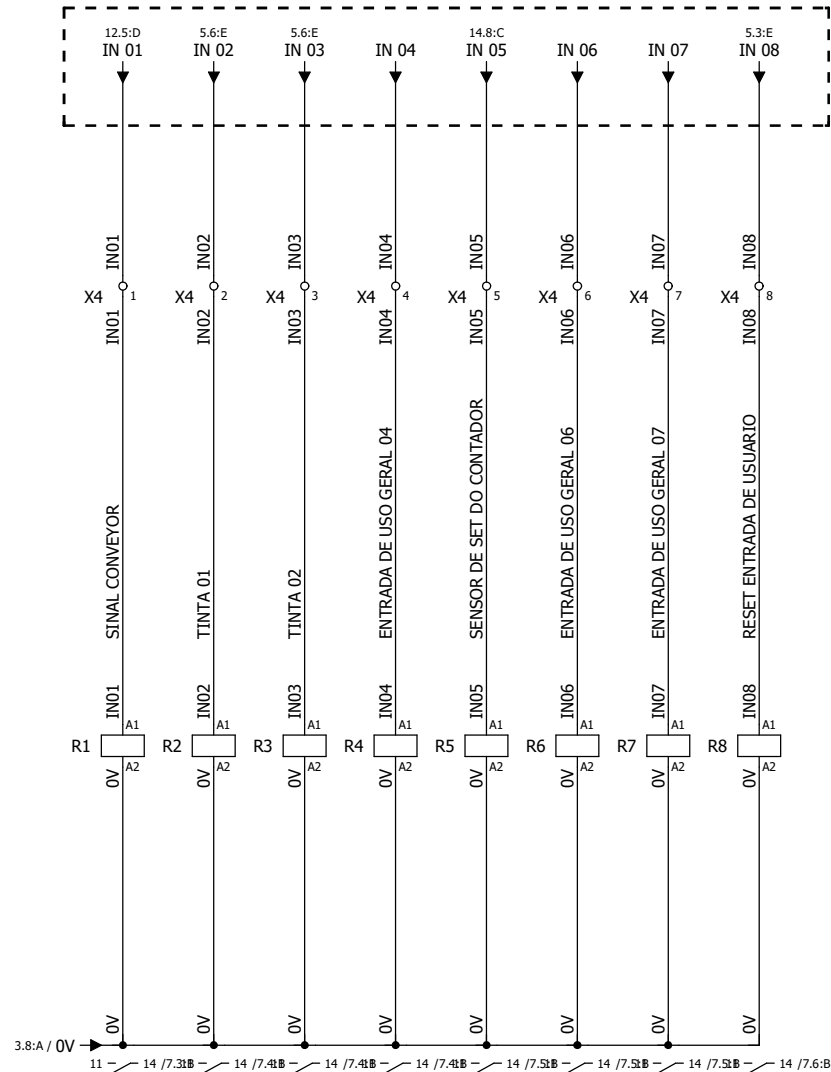 12.5:D 5.6:E 5.6:E 14.8:C 5.3:E
IN 01 IN 02 IN 03 IN 04 IN 05 IN 06 IN 07 IN 08
IN01 IN02 IN03 IN04 IN05 IN06 IN07 IN08
X4 1 X4 2 X4 3 X4 4 X4 5 X4 6 X4 7 X4 8
IN01 IN02 IN03 IN04 IN05 IN06 IN07 IN08
SINAL CONVEYOR
TINTA 01
TINTA 02
ENTRADA DE USO GERAL 04
SENSOR DE SET DO CONTADOR
ENTRADA DE USO GERAL 06
ENTRADA DE USO GERAL 07
RESET ENTRADA DE USUARIO
IN01 IN02 IN03 IN04 IN05 IN06 IN07 IN08
A1 A1 A1 A1 A1 A1 A1 A1
R1 R2 R3 R4 R5 R6 R7 R8
A2 A2 A2 A2 A2 A2 A2 A2
0V 0V 0V 0V 0V 0V 0V 0V
0V 0V 0V 0V 0V 0V 0V 0V
3.8:A / 0V
11 14 /7.3:B 14 /7.4:B 14 /7.4:B 14 /7.4:B 14 /7.5:B 14 /7.5:B 14 /7.5:B 14 /7.6:B